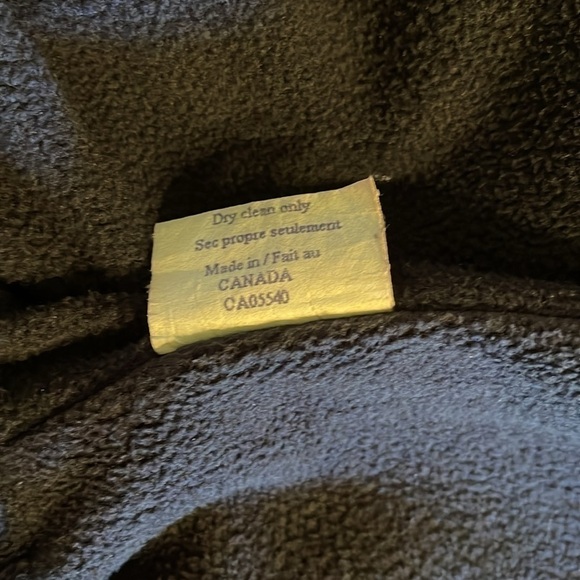 Dry clean only
Sec propre seulement
Made in / Fait au
CANADA
CA05540